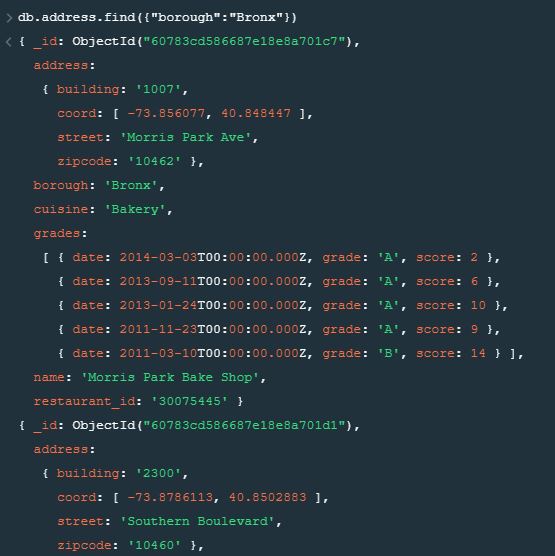 > db.address.find({"borough":"Bronx"})
< { _id: ObjectId("60783cd586687e18e8a701c7"),
address:
{ building: '1007',
coord: [ -73.856077, 40.848447 ],
street: 'Morris Park Ave',
zipcode: '10462' },
borough: 'Bronx',
cuisine: 'Bakery',
grades:
[ { date: 2014-03-03T00:00:00.000Z, grade: 'A', score: 2 },
{ date: 2013-09-11T00:00:00.000Z, grade: 'A', score: 6 },
{ date: 2013-01-24T00:00:00.000Z, grade: 'A', score: 10 },
{ date: 2011-11-23T00:00:00.000Z, grade: 'A', score: 9 },
{ date: 2011-03-10T00:00:00.000Z, grade: 'B', score: 14 } ],
name: 'Morris Park Bake Shop',
restaurant_id: '30075445' }
{ _id: ObjectId("60783cd586687e18e8a701d1"),
address:
{ building: '2300',
coord: [ -73.8786113, 40.8502883 ],
street: 'Southern Boulevard',
zipcode: '10460' },